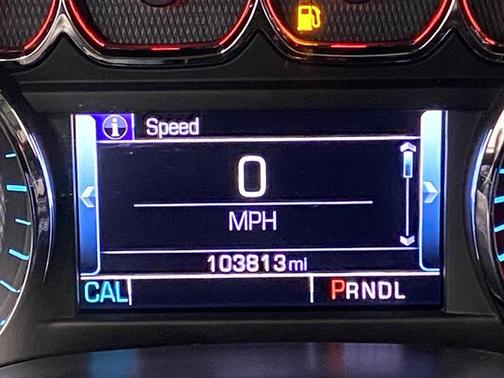 i Speed
0
MPH
103813 mi
CAL PRNDL